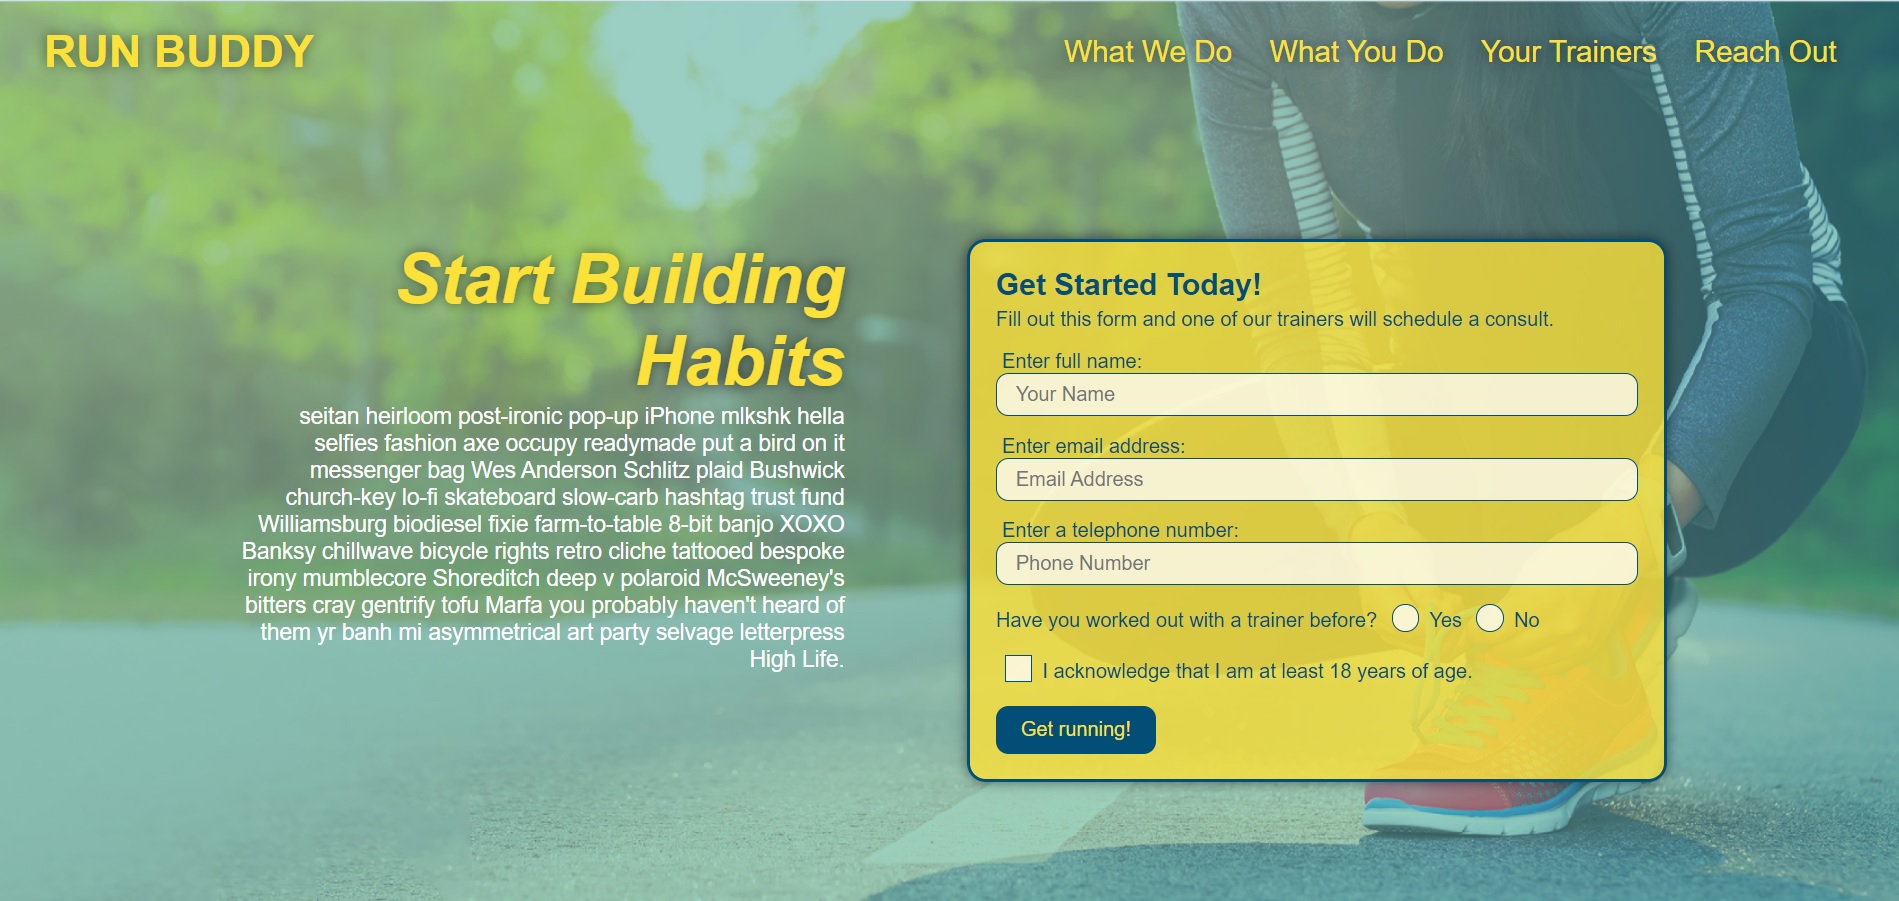 RUN BUDDY
What We Do What You Do Your Trainers Reach Out
Start Building
Habits
seitan heirloom post-ironic pop-up iPhone mlkshk hella
selfies fashion axe occupy readymade put a bird on it
messenger bag Wes Anderson Schlitz plaid Bushwick
church-key lo-fi skateboard slow-carb hashtag trust fund
Williamsburg biodiesel fixie farm-to-table 8-bit banjo XOXO
Banksy chillwave bicycle rights retro cliche tattooed bespoke
irony mumblecore Shoreditch deep v polaroid McSweeney's
bitters cray gentrify tofu Marfa you probably haven't heard of
them yr banh mi asymmetrical art party selvage letterpress
High Life.
Get Started Today!
Fill out this form and one of our trainers will schedule a consult.
Enter full name:
Your Name
Enter email address:
Email Address
Enter a telephone number:
Phone Number
Have you worked out with a trainer before? Yes No
I acknowledge that I am at least 18 years of age.
Get running!